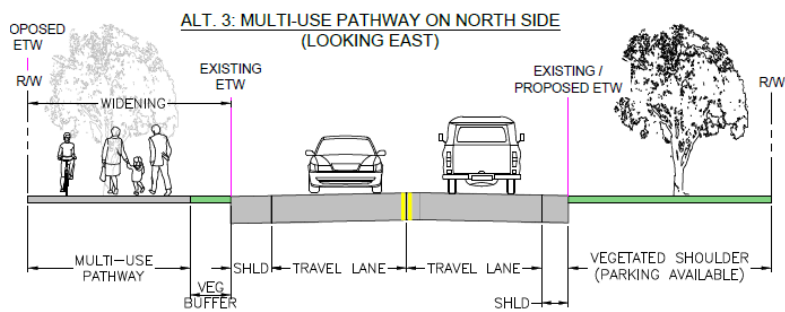 ALT. 3: MULTI-USE PATHWAY ON NORTH SIDE
(LOOKING EAST)
OPOSED
ETW
R/W
WIDENING
EXISTING
ETW
EXISTING /
PROPOSED ETW
R/W
MULTI-USE
PATHWAY
VEG
BUFFER
SHLD
TRAVEL LANE
TRAVEL LANE
SHLD
VEGETATED SHOULDER
(PARKING AVAILABLE)